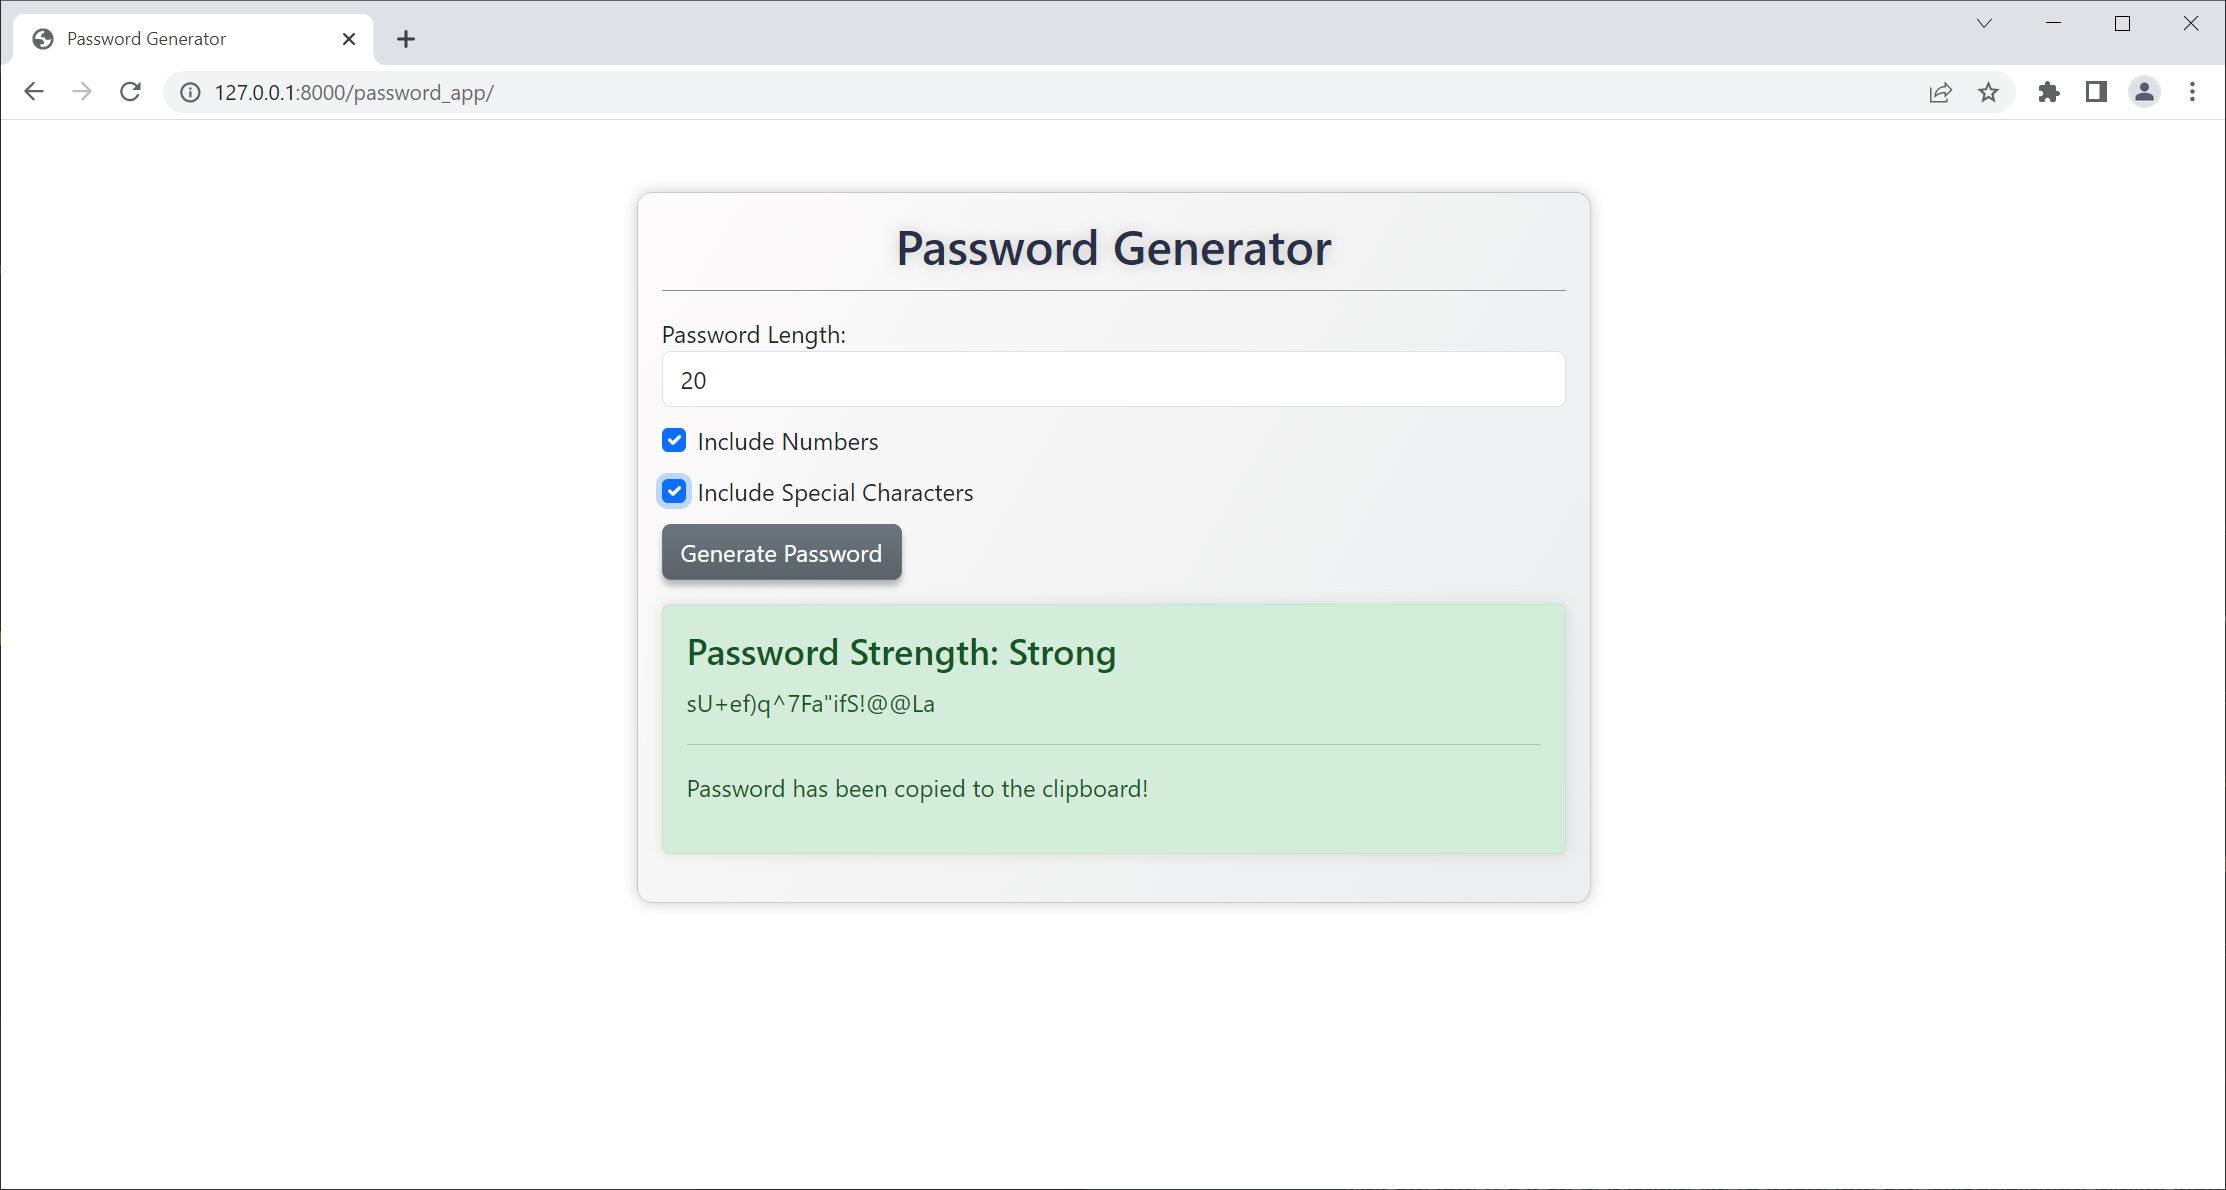 Password Generator
127.0.0.1:8000/password_app/
Password Generator
Password Length:
20
Include Numbers
Include Special Characters
Generate Password
Password Strength: Strong
sU+ef)q^7Fa"ifS!@@La
Password has been copied to the clipboard!